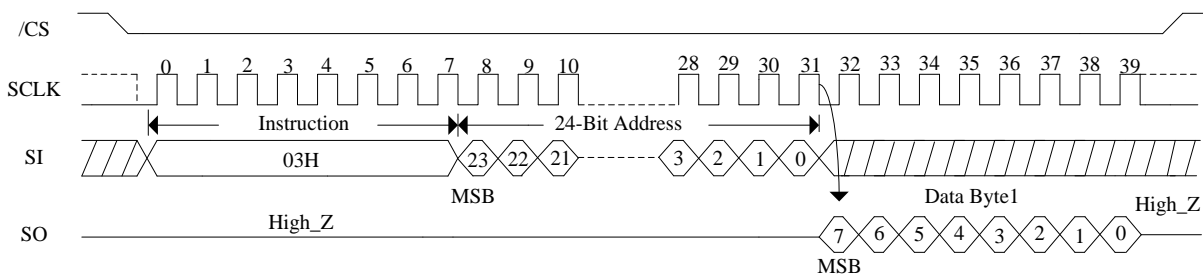 /CS
0 1 2 3 4 5 6 7 8 9 10 28 29 30 31 32 33 34 35 36 37 38 39
SCLK
Instruction 24-Bit Address
SI 03H 23 22 21 3 2 1 0
MSB Data Byte1
High_Z High_Z
SO 7 6 5 4 3 2 1 0
MSB